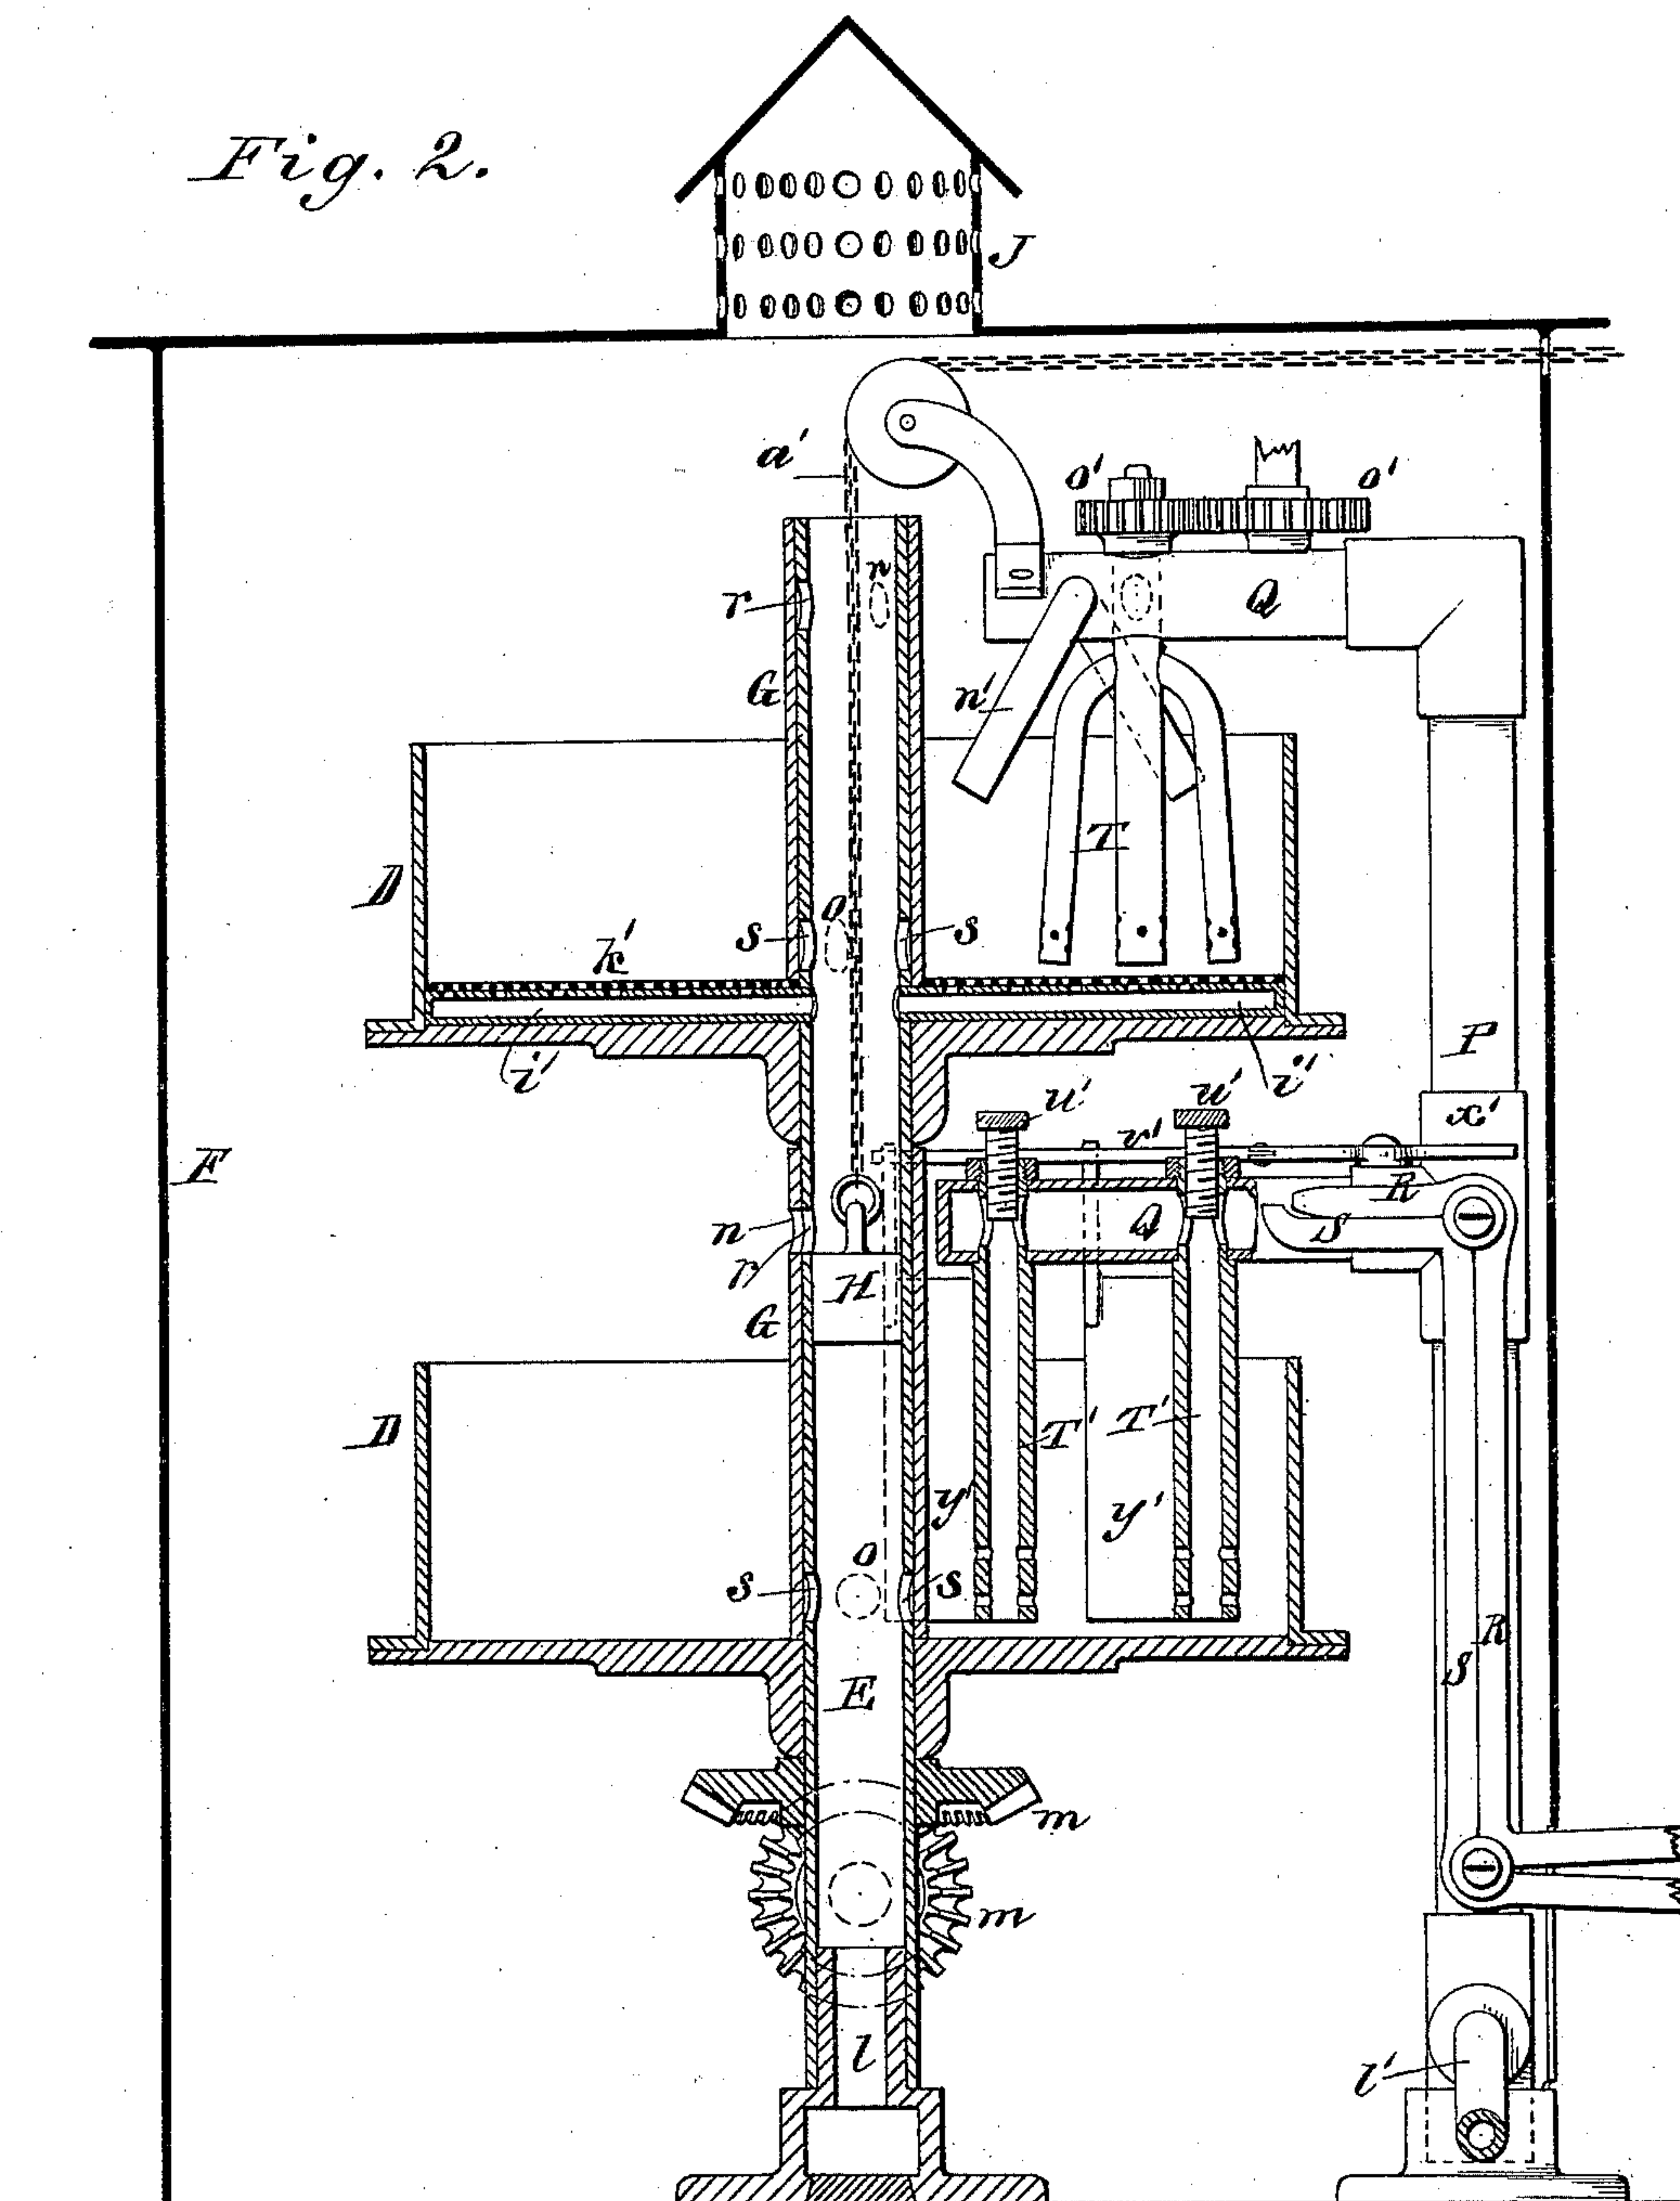 Fig. 2.
J
a'
o' o'
r n Q
G n'
T
D
s o s
k'
P
i' i'
u' u' x'
v'
F
R
n Q S
p H
G
D T' T'
y' y'
o
s s
R
E S
m
m
l
l'